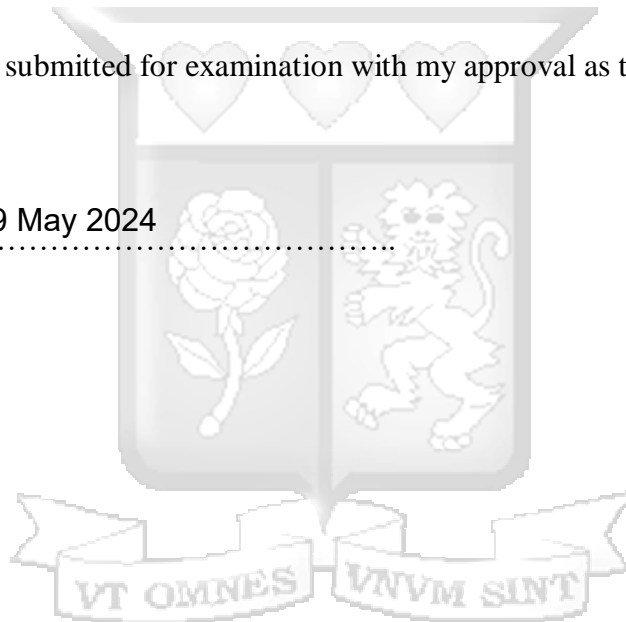 submitted for examination with my approval as t
9 May 2024
…………………………………..
VT OMNES VNVM SINT